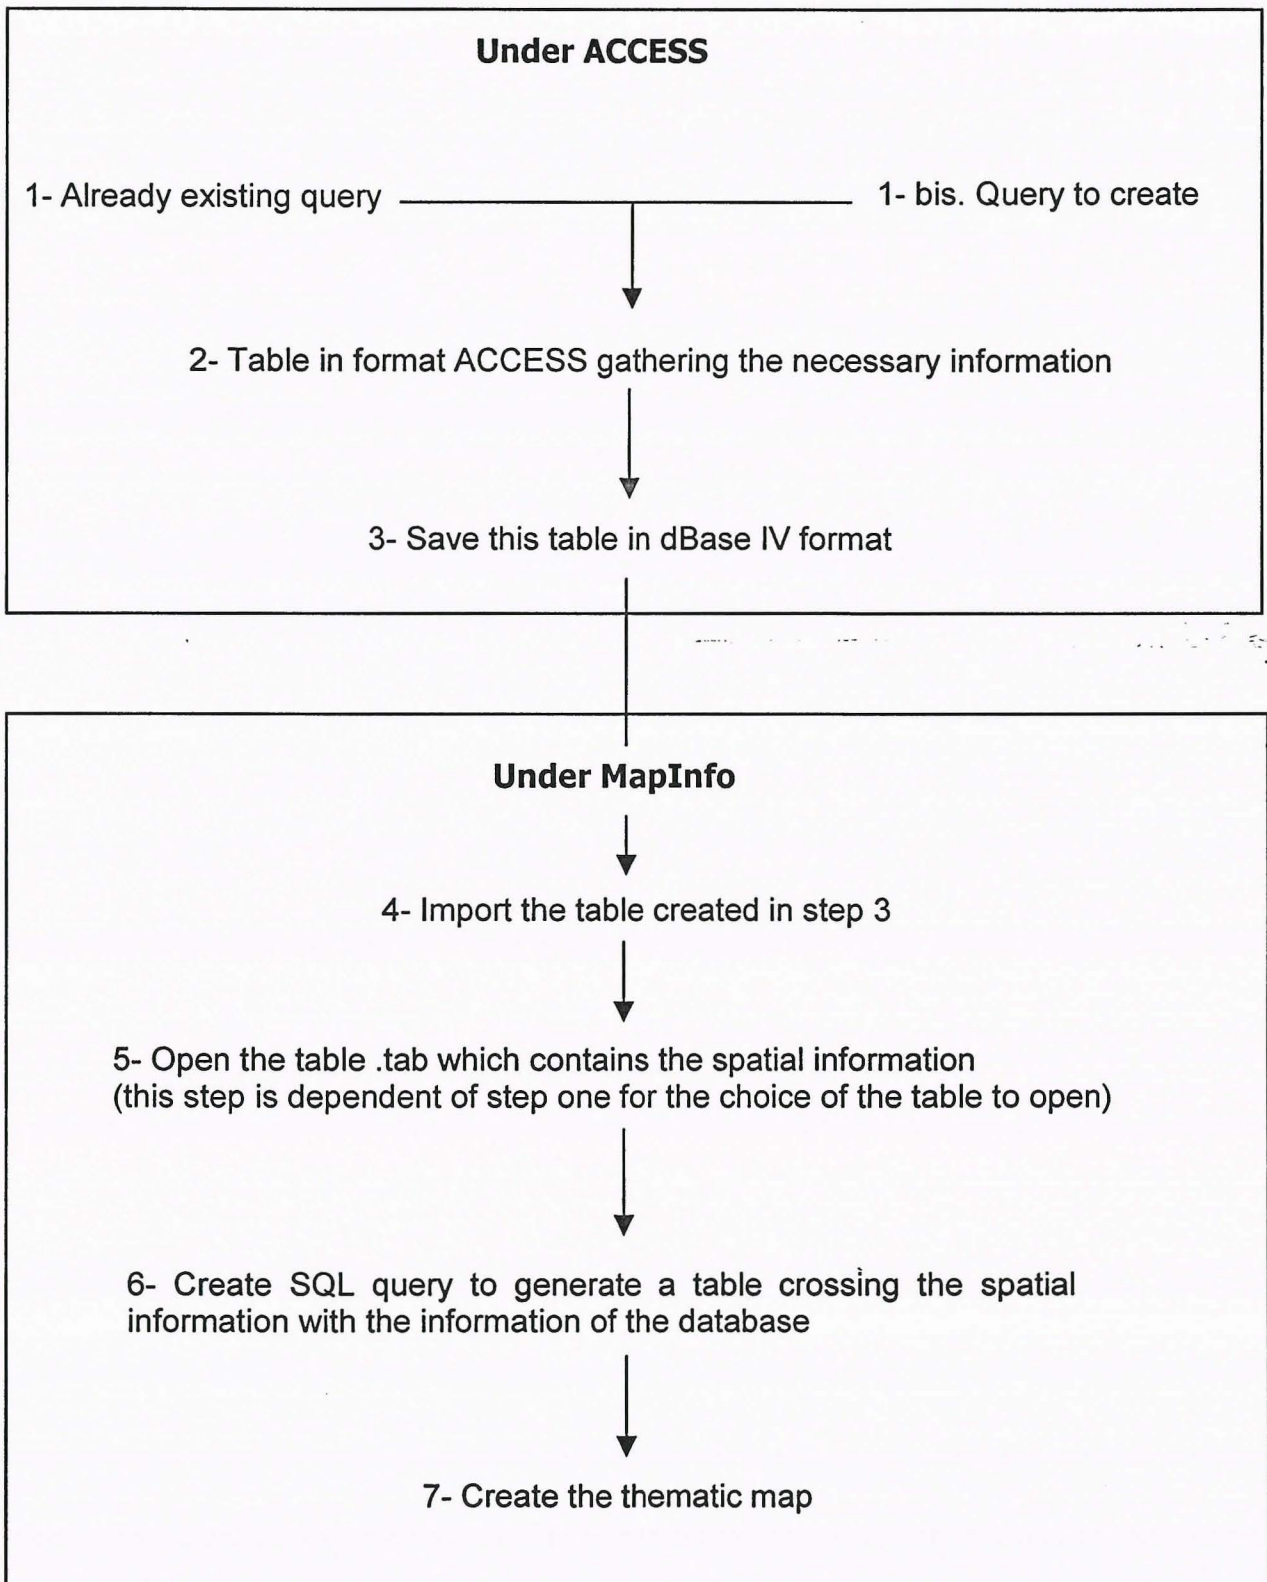 Under ACCESS
1- Already existing query
1- bis. Query to create
2- Table in format ACCESS gathering the necessary information
3- Save this table in dBase IV format
Under MapInfo
4- Import the table created in step 3
5- Open the table .tab which contains the spatial information
(this step is dependent of step one for the choice of the table to open)
6- Create SQL query to generate a table crossing the spatial
information with the information of the database
7- Create the thematic map